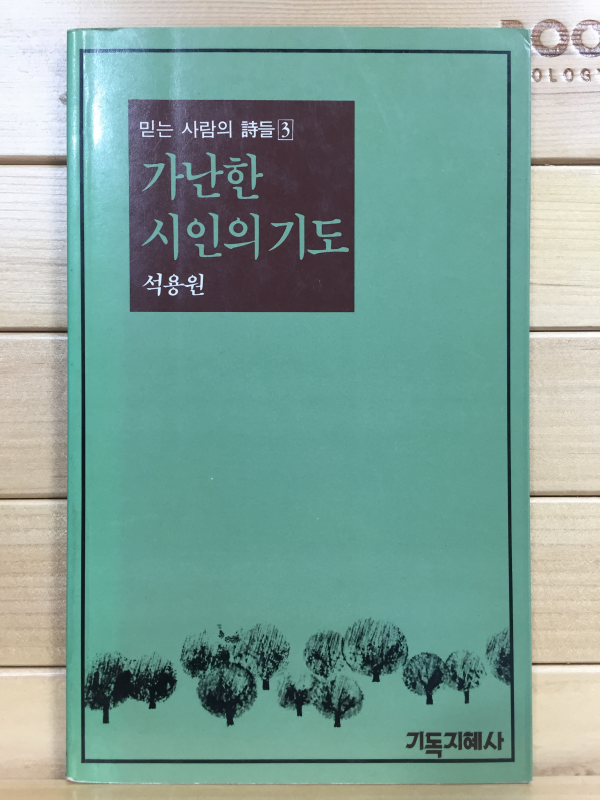 믿는 사람의 詩들 3
가난한
시인의 기도
석용원
기독지혜사